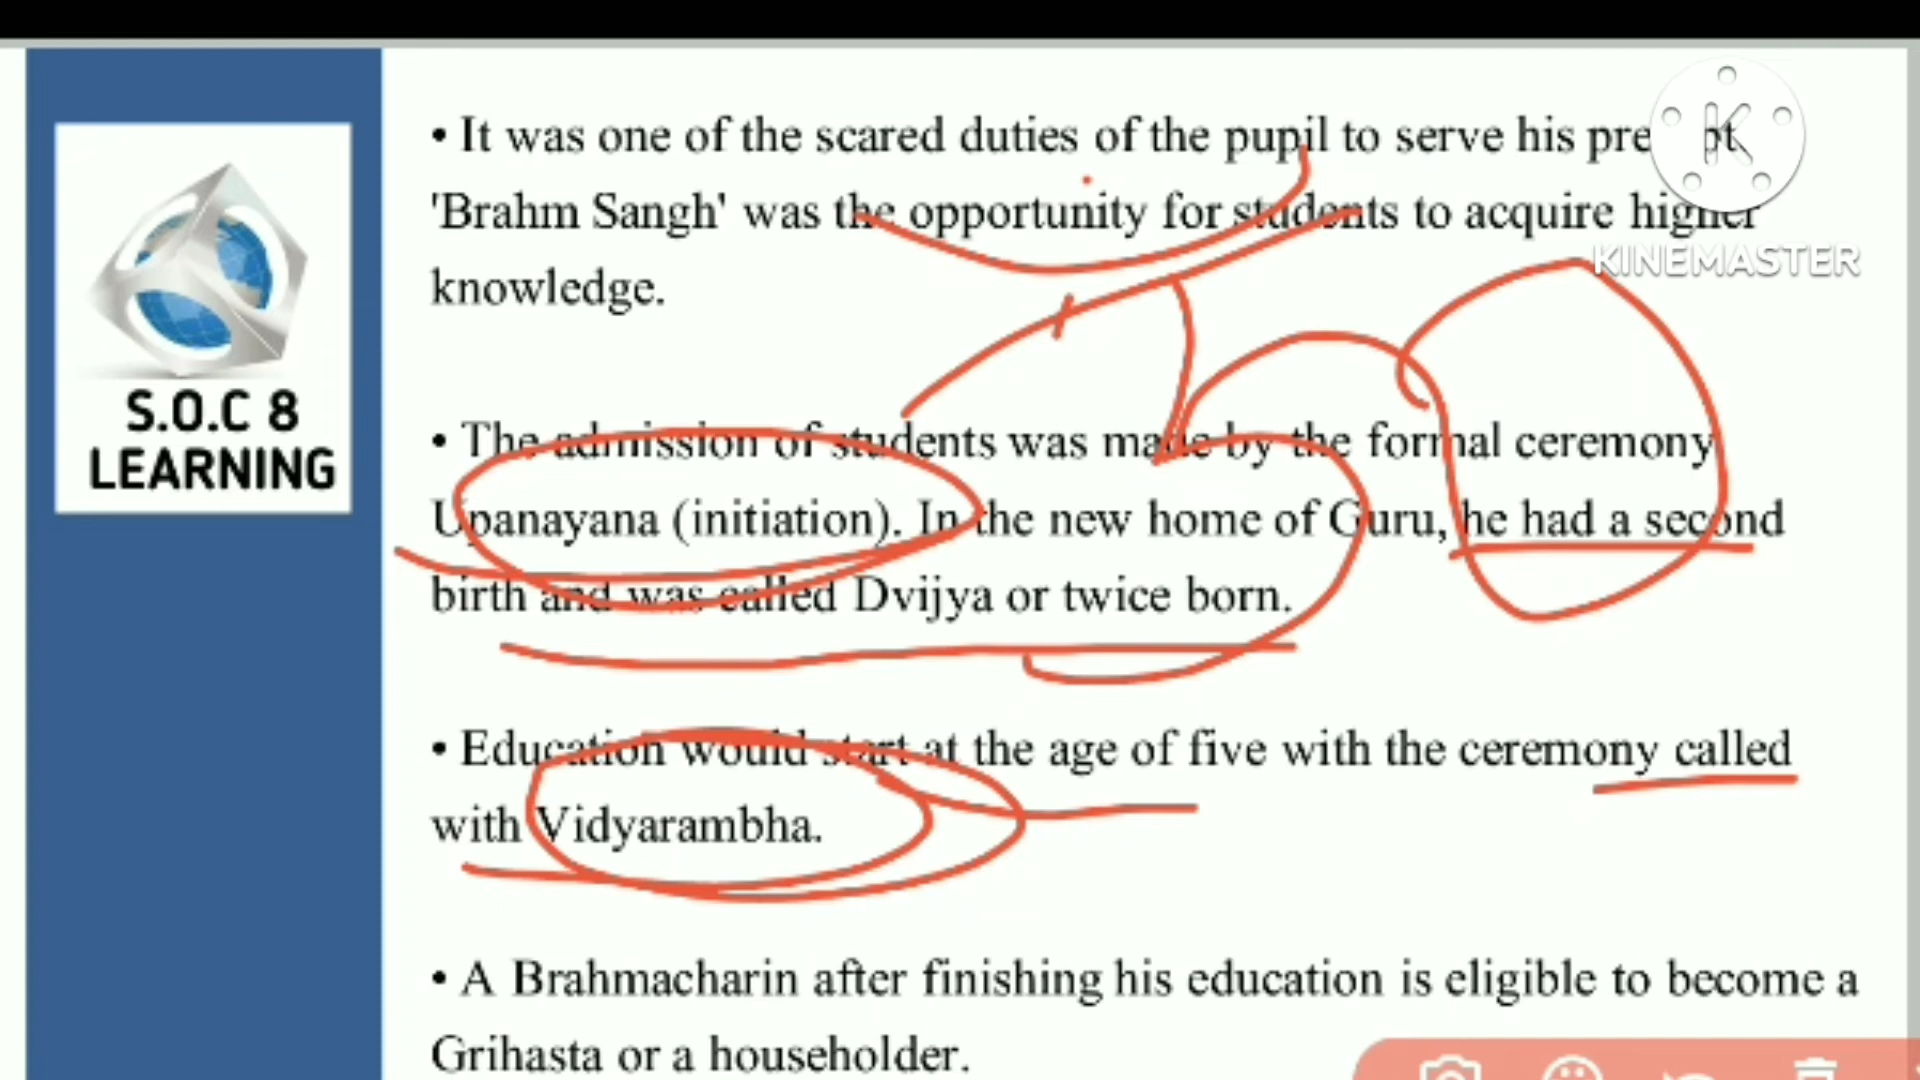 • It was one of the scared duties of the pupil to serve his
KINEMASTER
'Brahm Sangh' was the opportunity for students to acquire higher
knowledge.
S.O.C 8
LEARNING
• The admission of students was made by the formal ceremony
Upanayana (initiation). In the new home of Guru, he had a second
birth and was called Dvijya or twice born.
• Education would start at the age of five with the ceremony called
with Vidyarambha.
• A Brahmacharin after finishing his education is eligible to become a
Grihasta or a householder.